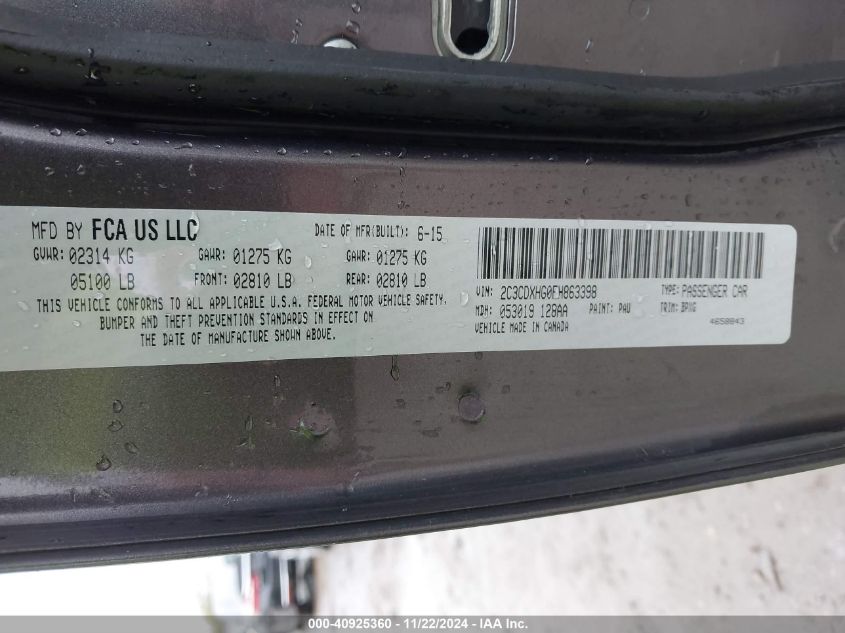 MFD BY FCA US LLC
DATE OF MFR(BUILT): 6-15
GVWR: 02314 KG GAWR: 01275 KG GAWR: 01275 KG
05100 LB FRONT: 02810 LB REAR: 02810 LB
THIS VEHICLE CONFORMS TO ALL APPLICABLE U.S.A. FEDERAL MOTOR VEHICLE SAFETY,
BUMPER AND THEFT PREVENTION STANDARDS IN EFFECT ON
THE DATE OF MANUFACTURE SHOWN ABOVE.
VIN: 2C3CDXHG0FH863398 TYPE: PASSENGER CAR
MDH: 053019 128AA PAINT: PAU TRIM:
VEHICLE MADE IN CANADA 4658843
000-40925360 - 11/22/2024 - IAA Inc.